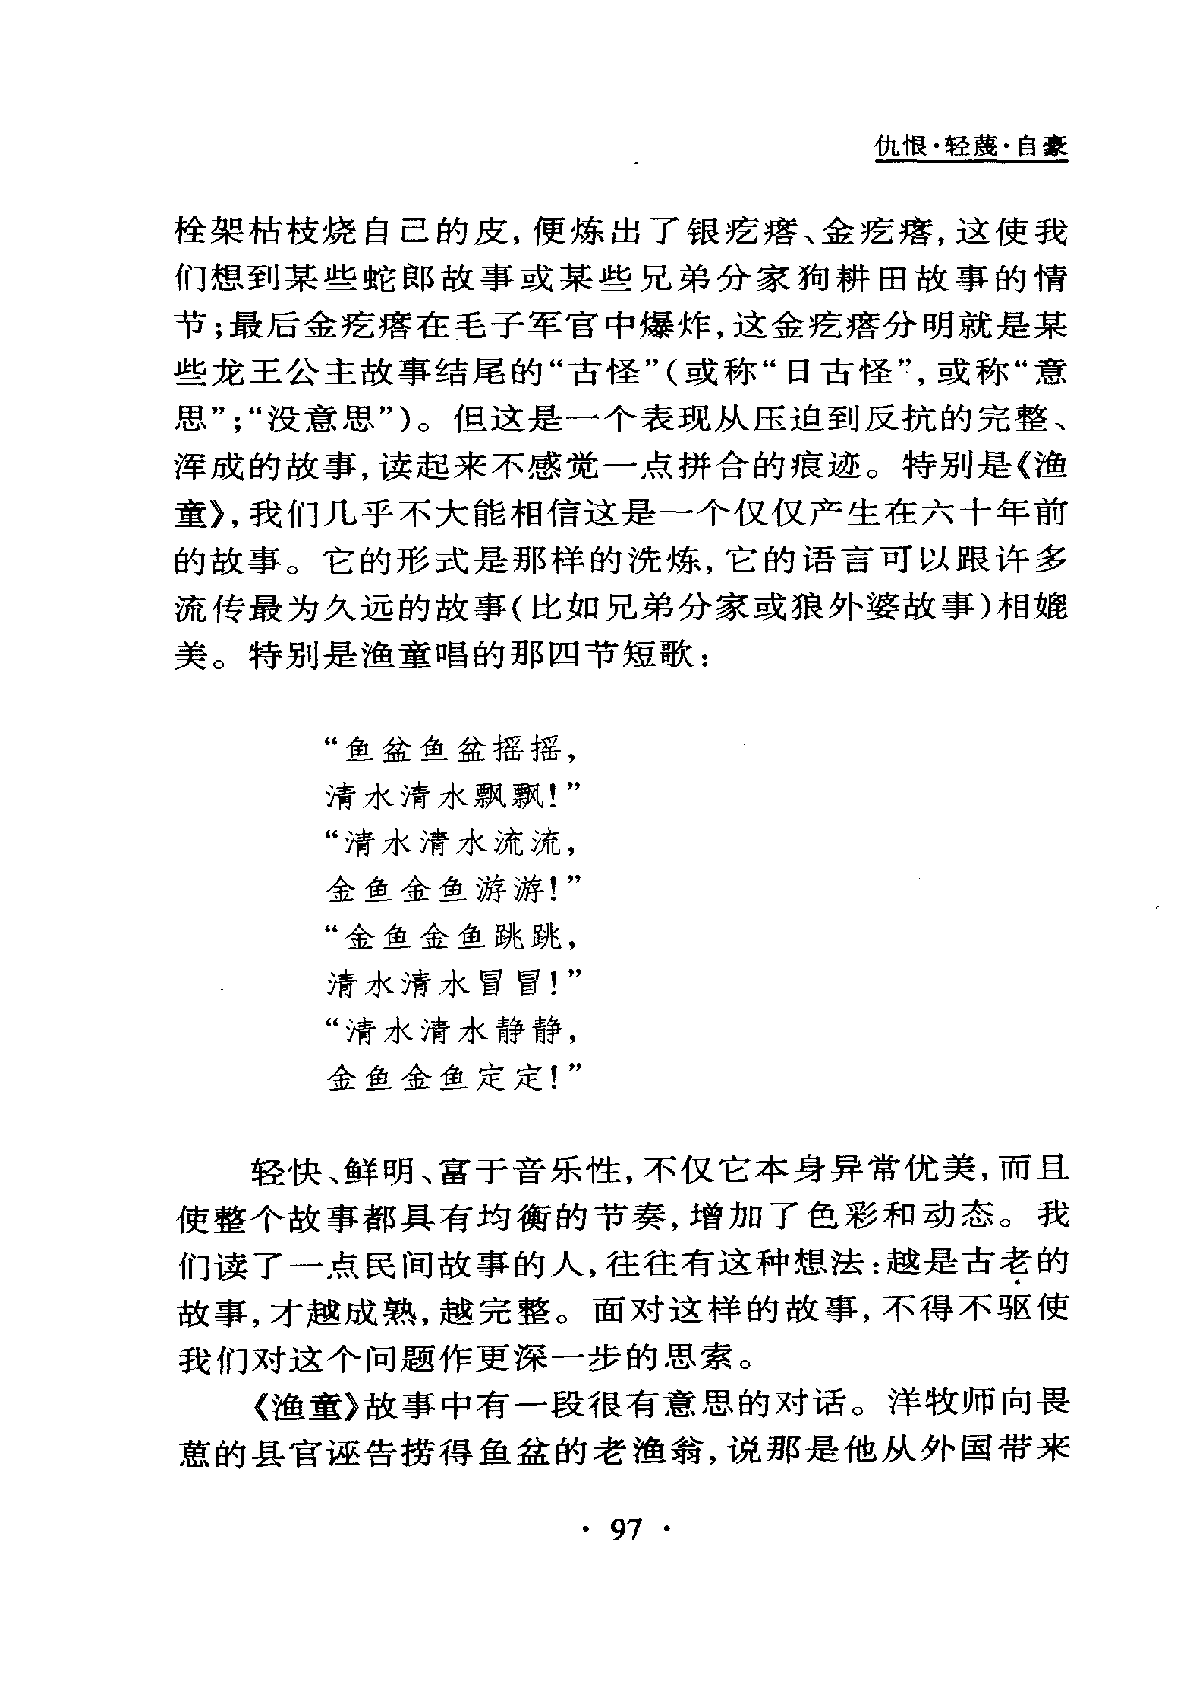 仇恨·轻蔑·自豪
栓架枯枝烧自己的皮,便炼出了银疙瘩、金疙瘩,这使我
们想到某些蛇郎故事或某些兄弟分家狗耕田故事的情
节;最后金疙瘩在毛子军官中爆炸,这金疙瘩分明就是某
些龙王公主故事结尾的“古怪”(或称“日古怪”,或称“意
思”;“没意思”)。但这是一个表现从压迫到反抗的完整、
浑成的故事,读起来不感觉一点拼合的痕迹。特别是《渔
童》,我们几乎不大能相信这是一个仅仅产生在六十年前
的故事。它的形式是那样的洗炼,它的语言可以跟许多
流传最为久远的故事(比如兄弟分家或狼外婆故事)相媲
美。特别是渔童唱的那四节短歌:
“鱼盆鱼盆摇摇,
清水清水飘飘!”
“清水清水流流,
金鱼金鱼游游!”
“金鱼金鱼跳跳,
清水清水冒冒!”
“清水清水静静,
金鱼金鱼定定!”
轻快、鲜明、富于音乐性,不仅它本身异常优美,而且
使整个故事都具有均衡的节奏,增加了色彩和动态。我
们读了一点民间故事的人,往往有这种想法:越是古老的
故事,才越成熟,越完整。面对这样的故事,不得不驱使
我们对这个问题作更深一步的思索。
《渔童》故事中有一段很有意思的对话。洋牧师向畏
葸的县官诬告捞得鱼盆的老渔翁,说那是他从外国带来
· 97 ·